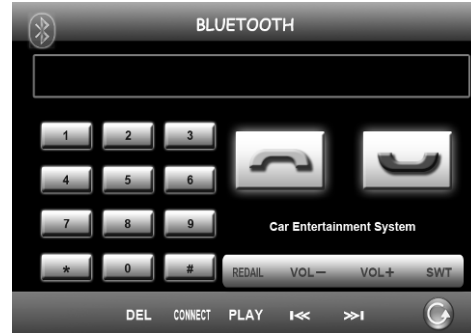 BLUETOOTH
1 2 3
4 5 6
7 8 9
Car Entertainment System
* 0 #
REDAIL VOL- VOL+ SWT
DEL CONNECT PLAY